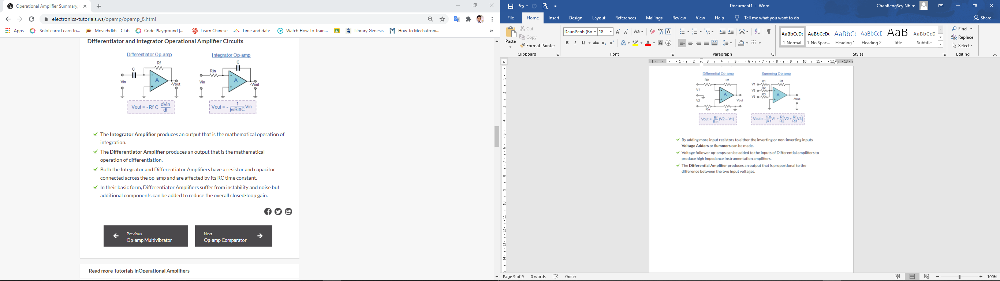 Operational Amplifier Summary,
electronics-tutorials.ws/opamp/opamp_8.html
Apps
SoloLearn: Learn to...
Moviehdkh - Club
Code Playground |...
Learn Chinese
Time and date
Watch How To Train...
Library Genesis
How To Mechatroni...
»
Differentiator and Integrator Operational Amplifier Circuits
Differentiator Op-amp
Integrator Op-amp
Rf
C
C
Rin
Vin
A
-Vout
Vin
A
-Vout
Vout = -Rf C dVin/dt
Vout = - 1/jωRinC Vin
The Integrator Amplifier produces an output that is the mathematical operation of
integration.
The Differentiator Amplifier produces an output that is the mathematical
operation of differentiation.
Both the Integrator and Differentiator Amplifiers have a resistor and capacitor
connected across the op-amp and are affected by its RC time constant.
In their basic form, Differentiator Amplifiers suffer from instability and noise but
additional components can be added to reduce the overall closed-loop gain.
Previous
Op-amp Multivibrator
Next
Op-amp Comparator
Read more Tutorials inOperational Amplifiers
Document1 - Word
ChanRengSey Nhim
File Home Insert Design Layout References Mailings Review View Help Tell me what you want to do
Share
Paste
Cut
Copy
Format Painter
Clipboard
DaunPenh (Bo
18
Aa
B I U abc x₂ x²
Font
Paragraph
AaBbCcDc
¶ Normal
AaBbCcDc
¶ No Spac...
AaBbCc
Heading 1
AaBbCcE
Heading 2
AaB
Title
AaBbCcD
Subtitle
Styles
Find
Replace
Select
Editing
Differential Op-amp
Summing Op-amp
Rin
Rf
V1
V2
A
Vout
Rin
Rf
R1
V1
R2
V2
R3
V3
Rf
A
-Vout
Vout = Rf/Rin (V2 – V1)
Vout = -(Rf/R1 V1 + Rf/R2 V2 + Rf/R3 V3)
By adding more input resistors to either the inverting or non-inverting inputs
Voltage Adders or Summers can be made.
Voltage follower op-amps can be added to the inputs of Differential amplifiers to
produce high impedance Instrumentation amplifiers.
The Differential Amplifier produces an output that is proportional to the
difference between the two input voltages.
Page 9 of 9
0 words
Khmer
100%